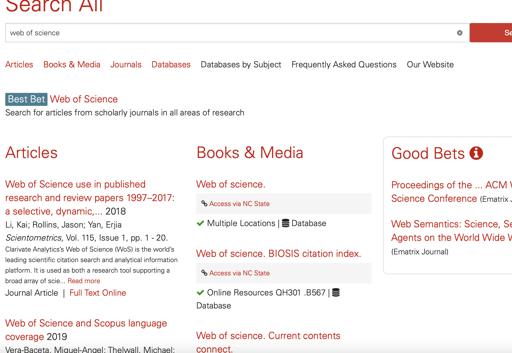 Search All
web of science
Articles Books & Media Journals Databases Databases by Subject Frequently Asked Questions Our Website
Best Bet Web of Science
Search for articles from scholarly journals in all areas of research
Articles
Web of Science use in published
research and review papers 1997–2017:
a selective, dynamic,... 2018
Li, Kai; Rollins, Jason; Yan, Erjia
Scientometrics, Vol. 115, Issue 1, pp. 1 - 20.
Clarivate Analytics's Web of Science (WoS) is the world's
leading scientific citation search and analytical information
platform. It is used as both a research tool supporting a
broad array of scie... Read more
Journal Article | Full Text Online
Web of Science and Scopus language
coverage 2019
Vera-Baceta, Miguel-Angel; Thelwall, Michael;
Books & Media
Web of science.
Access via NC State
Multiple Locations | Database
Web of science. BIOSIS citation index.
Access via NC State
Online Resources QH301 .B567 |
Database
Web of science. Current contents
connect.
Good Bets
Proceedings of the ... ACM W
Science Conference (Ematrix J
Web Semantics: Science, Se
Agents on the World Wide W
(Ematrix Journal)